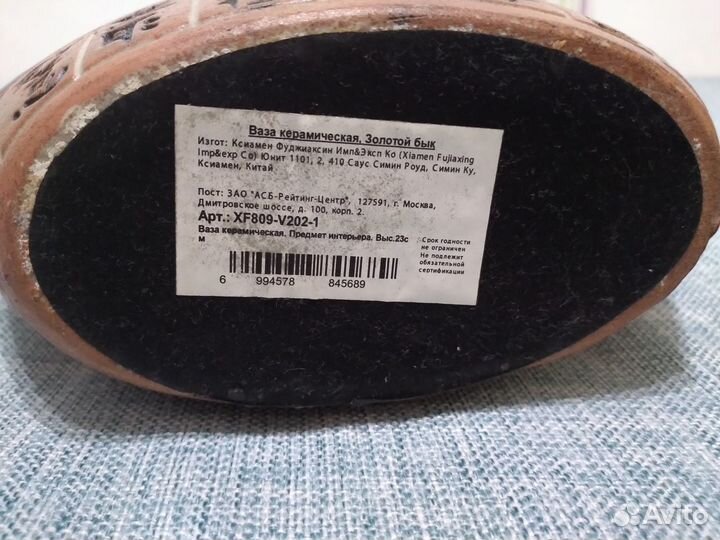 Ваза керамическая, Золотой бык
Изгот: Ксиамен Фуджиаксин Имп&Эксп Ко (Xiamen Fujiaxing
Imp&exp Co) Юнит 1101, 2, 410 Саус Симин Роуд, Симин Ку,
Ксиамен, Китай
Пост: ЗАО "АСБ-Рейтинг-Центр", 127591, г. Москва,
Дмитровское шоссе, д. 100, корп. 2.
Арт.: XF809-V202-1
Ваза керамическая. Предмет интерьера. Выс.23с
м
Срок годности
не ограничен
Не подлежит
обязательной
сертификации
6 994578 845689
Avito